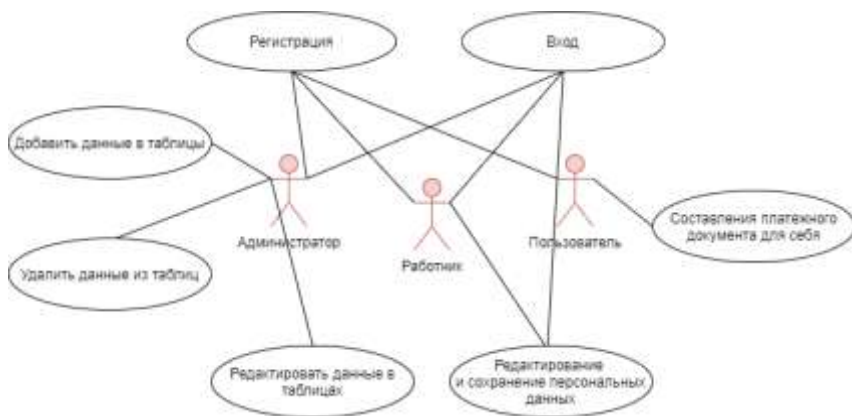 Регистрация
Вход
Добавить данные в таблицы
Администратор
Работник
Пользователь
Составления платежного
документа для себя
Удалить данные из таблиц
Редактировать данные в
таблицах
Редактирование
и сохранение персональных
данных